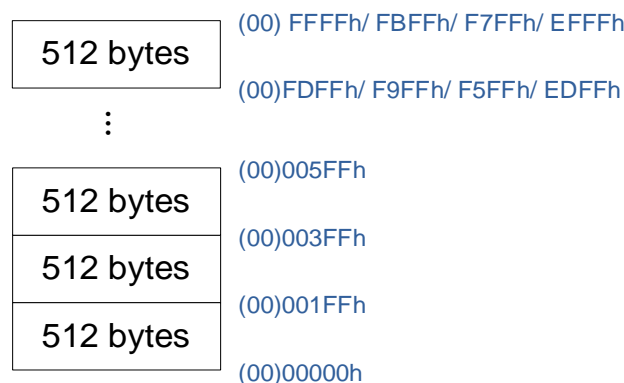 (00) FFFFh/ FBFFh/ F7FFh/ EFFFh
512 bytes
(00)FDFFh/ F9FFh/ F5FFh/ EDFFh
⋮
(00)005FFh
512 bytes
(00)003FFh
512 bytes
(00)001FFh
512 bytes
(00)00000h